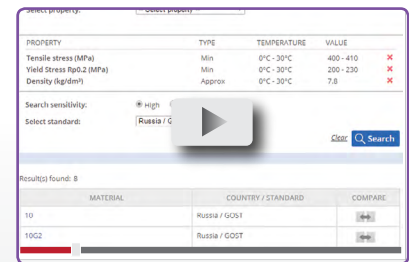 Select property:
PROPERTY TYPE TEMPERATURE VALUE
Tensile stress (MPa) Min 0°C - 30°C 400 - 410
Yield Stress Rp0.2 (MPa) Min 0°C - 30°C 200 - 230
Density (kg/dm³) Approx 0°C - 30°C 7.8
Search sensitivity: High
Select standard: Russia / G
Clear Search
Result(s) found: 8
MATERIAL COUNTRY / STANDARD COMPARE
10 Russia / GOST
10G2 Russia / GOST